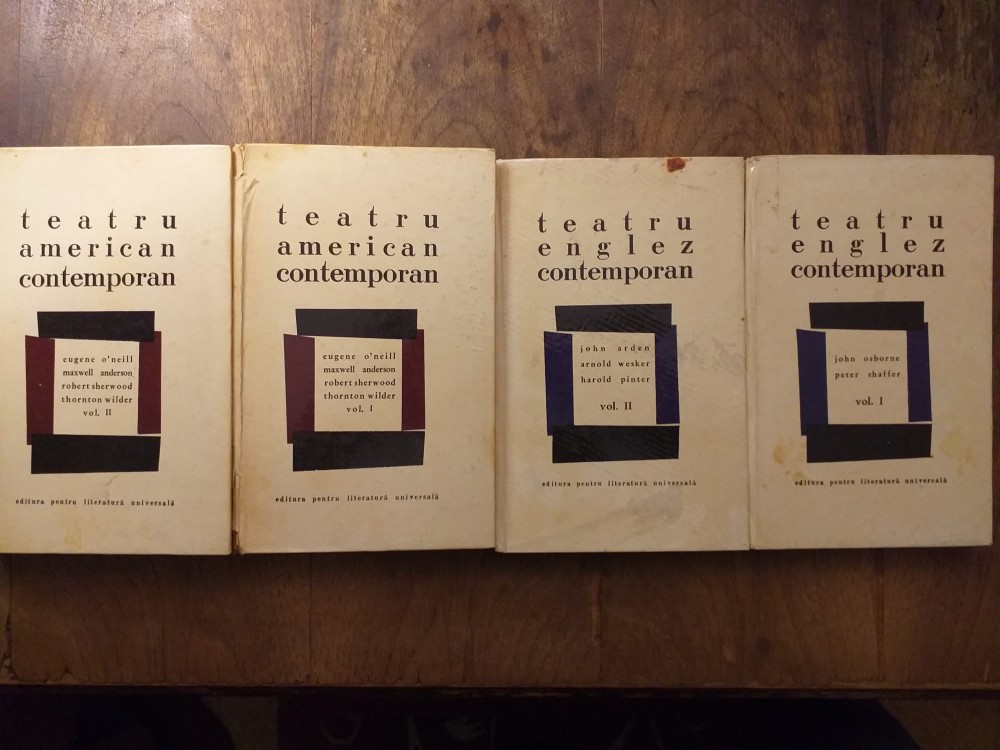 teatru
american
contemporan
eugene o'neill
maxwell anderson
robert sherwood
thornton wilder
vol. II
editura pentru literatură universală
teatru
american
contemporan
eugene o'neill
maxwell anderson
robert sherwood
thornton wilder
vol. I
editura pentru literatură universală
teatru
englez
contemporan
john arden
arnold wesker
harold pinter
vol. II
editura pentru literatură universală
teatru
englez
contemporan
john osborne
peter shaffer
vol. I
editura pentru literatură universală